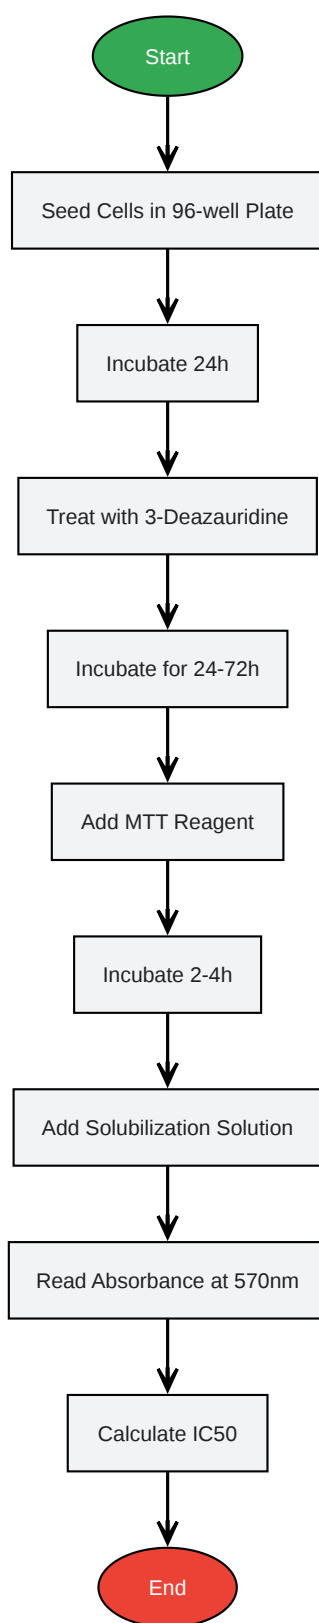 Start
Seed Cells in 96-well Plate
Incubate 24h
Treat with 3-Deazauridine
Incubate for 24-72h
Add MTT Reagent
Incubate 2-4h
Add Solubilization Solution
Read Absorbance at 570nm
Calculate IC50
End